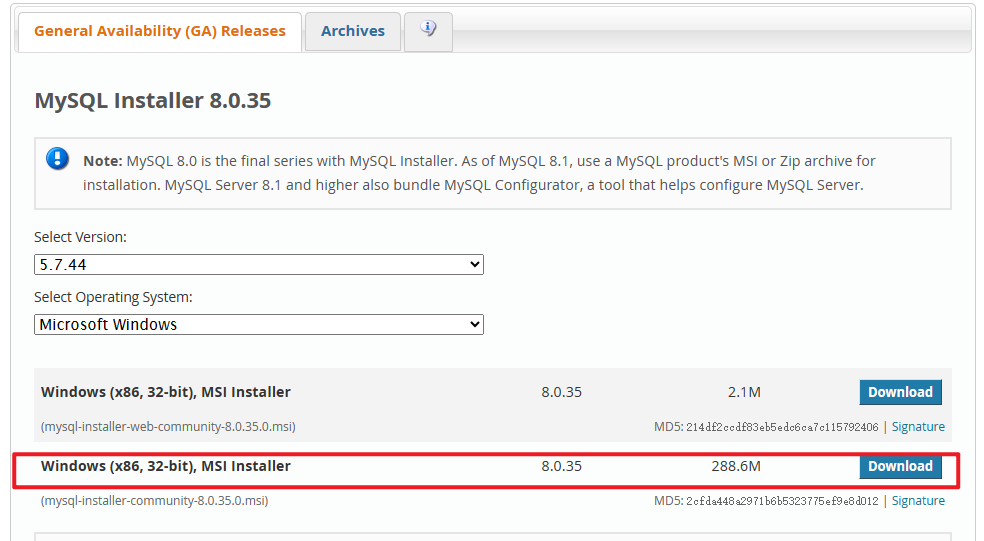 General Availability (GA) Releases
Archives
MySQL Installer 8.0.35
Note: MySQL 8.0 is the final series with MySQL Installer. As of MySQL 8.1, use a MySQL product's MSI or Zip archive for
installation. MySQL Server 8.1 and higher also bundle MySQL Configurator, a tool that helps configure MySQL Server.
Select Version:
5.7.44
Select Operating System:
Microsoft Windows
Windows (x86, 32-bit), MSI Installer 8.0.35 2.1M Download
(mysql-installer-web-community-8.0.35.0.msi) MD5: 214df2ccdf83eb5edc6ca7c115792406 | Signature
Windows (x86, 32-bit), MSI Installer 8.0.35 288.6M Download
(mysql-installer-community-8.0.35.0.msi) MD5: 2cfda448a2971b6b5323775ef9e8d012 | Signature